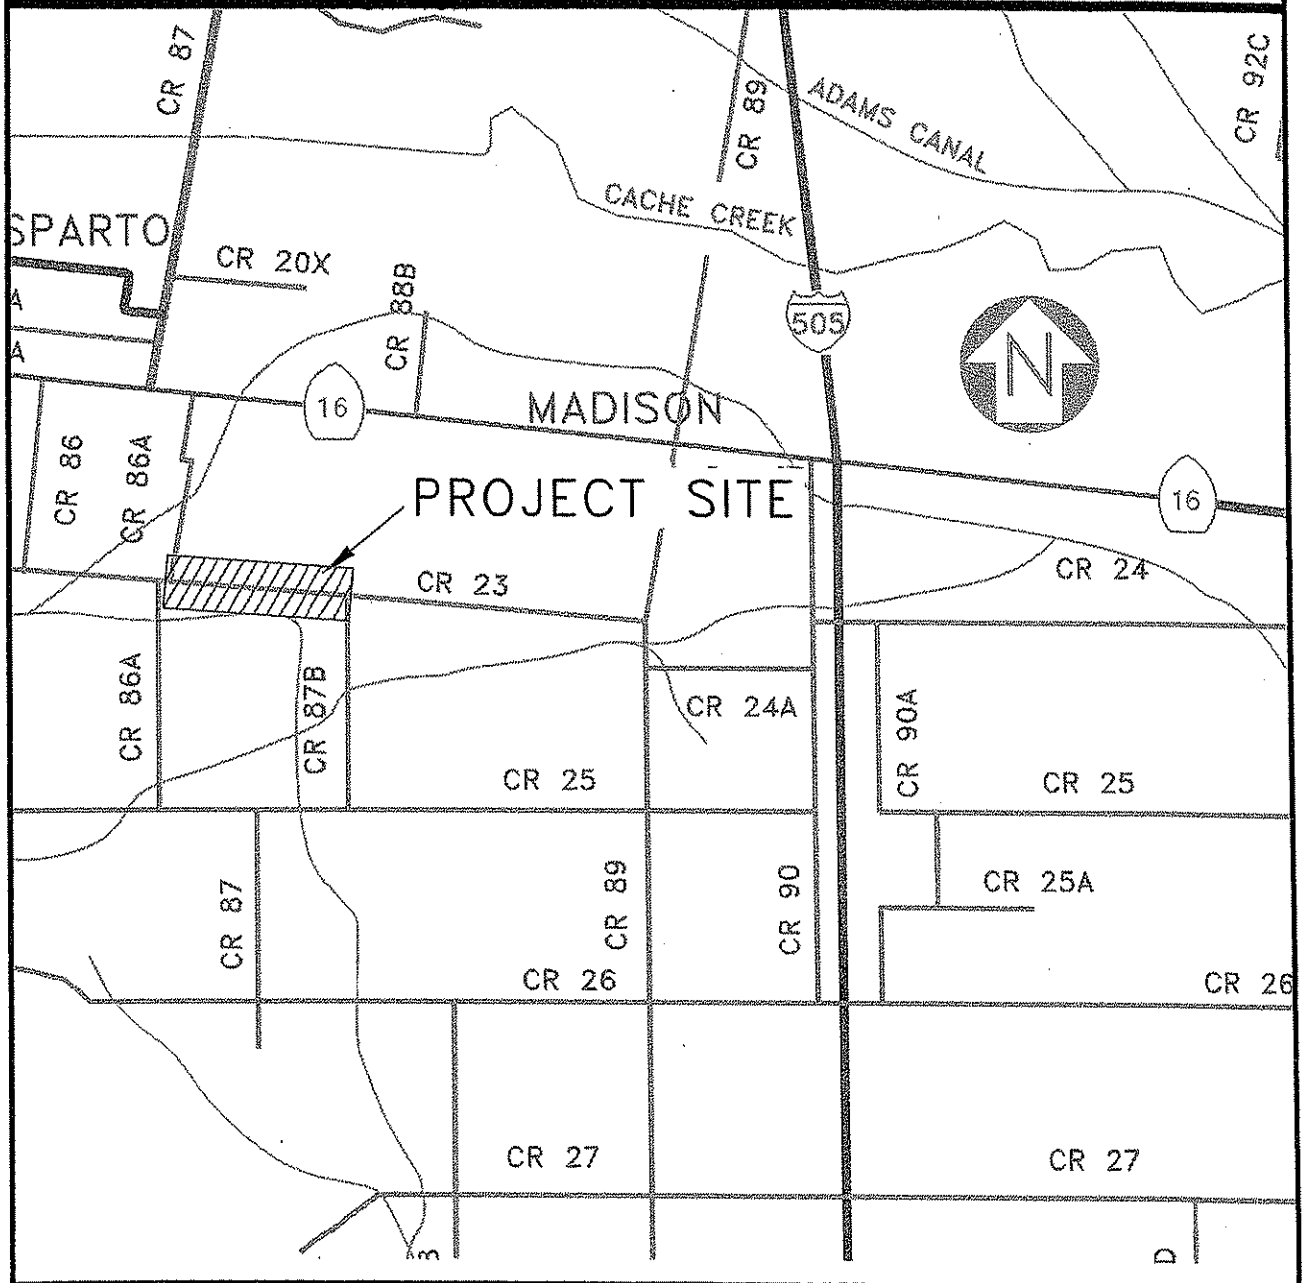 CR 87
CR 89
ADAMS CANAL
CR 92C
CACHE CREEK
SPARTO
CR 20X
CR 88B
505
N
A
A
16
MADISON
CR 86
CR 86A
PROJECT SITE
16
CR 23
CR 24
CR 86A
CR 87B
CR 24A
CR 90A
CR 25
CR 25
CR 87
CR 89
CR 90
CR 25A
CR 26
CR 26
CR 27
CR 27
D